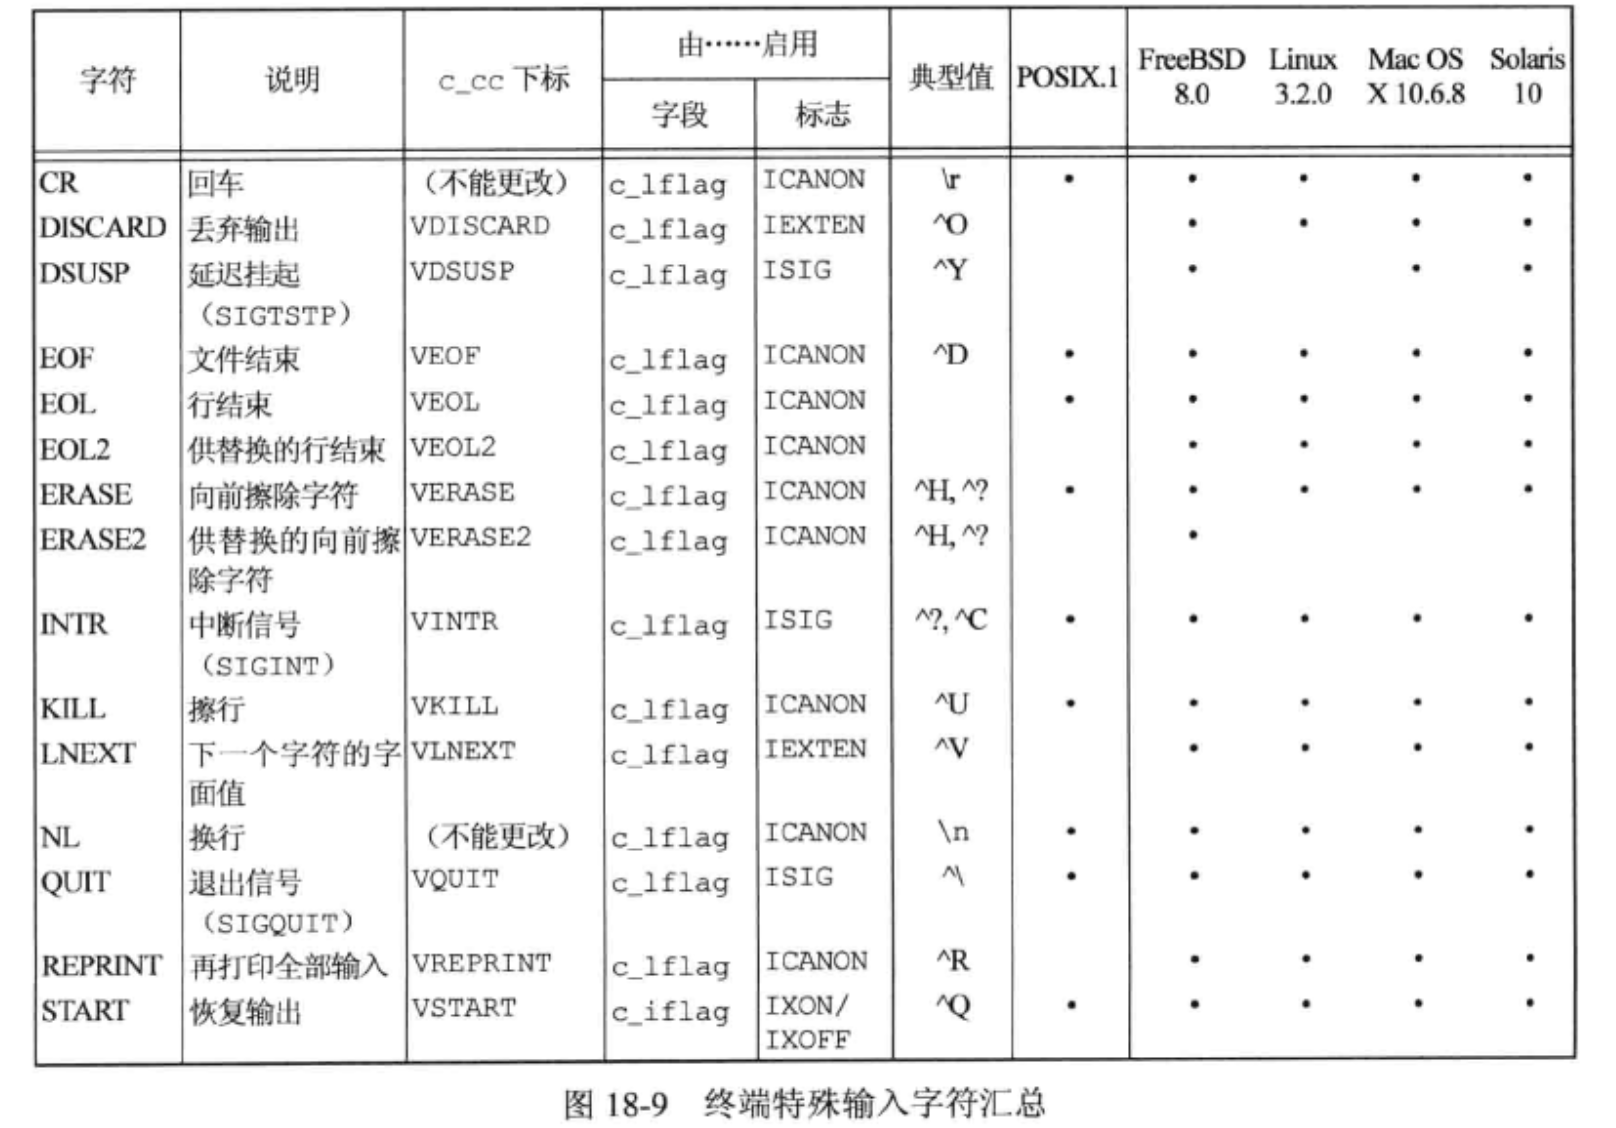 字符 说明 c_cc 下标 由……启用 典型值 POSIX.1 FreeBSD 8.0 Linux 3.2.0 Mac OS X 10.6.8 Solaris 10
字段 标志
CR 回车 （不能更改） c_lflag ICANON \r • • • • •
DISCARD 丢弃输出 VDISCARD c_lflag IEXTEN ^O • • • •
DSUSP 延迟挂起 VDSUSP c_lflag ISIG ^Y • • •
（SIGTSTP）
EOF 文件结束 VEOF c_lflag ICANON ^D • • • • •
EOL 行结束 VEOL c_lflag ICANON • • • • •
EOL2 供替换的行结束 VEOL2 c_lflag ICANON • • • •
ERASE 向前擦除字符 VERASE c_lflag ICANON ^H, ^? • • • • •
ERASE2 供替换的向前擦 VERASE2 c_lflag ICANON ^H, ^? •
除字符
INTR 中断信号 VINTR c_lflag ISIG ^?, ^C • • • • •
（SIGINT）
KILL 擦行 VKILL c_lflag ICANON ^U • • • • •
LNEXT 下一个字符的字 VLNEXT c_lflag IEXTEN ^V • • • •
面值
NL 换行 （不能更改） c_lflag ICANON \n • • • • •
QUIT 退出信号 VQUIT c_lflag ISIG ^\ • • • • •
（SIGQUIT）
REPRINT 再打印全部输入 VREPRINT c_lflag ICANON ^R • • • •
START 恢复输出 VSTART c_iflag IXON/ ^Q • • • • •
IXOFF
图 18-9 终端特殊输入字符汇总